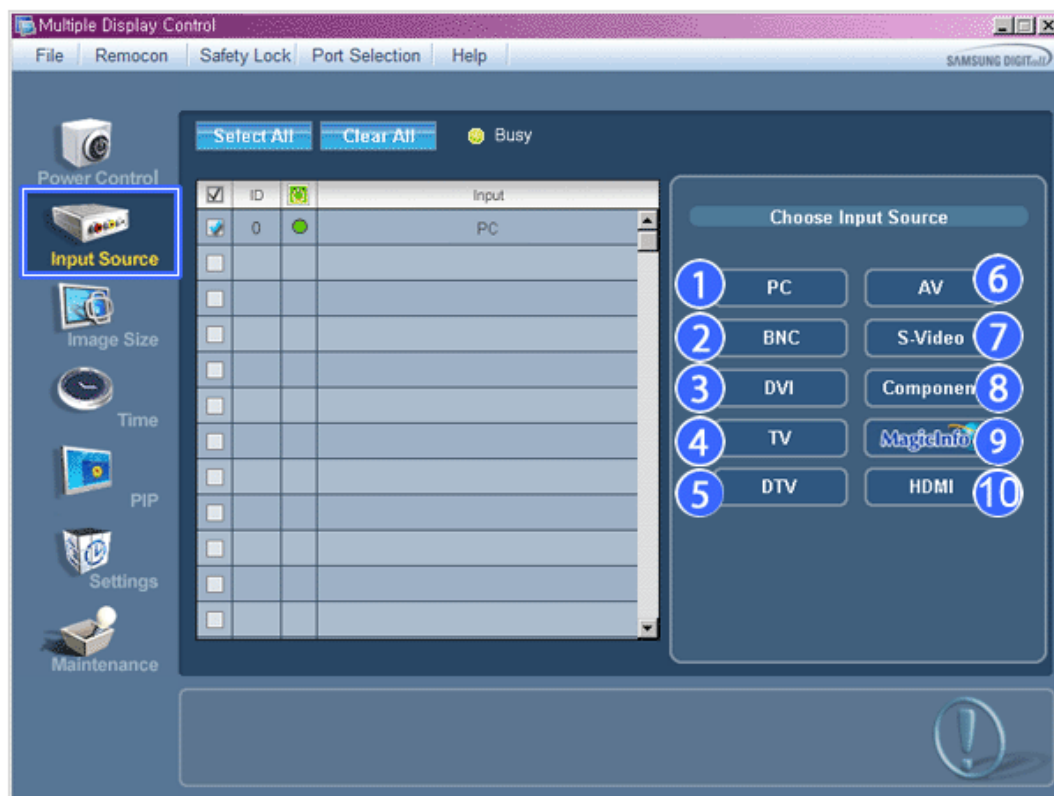 Multiple Display Control
File Remocon Safety Lock Port Selection Help
SAMSUNG DIGITall
Select All Clear All Busy
Power Control
Input Source
Image Size
Time
PIP
Settings
Maintenance
ID Input
0 PC
Choose Input Source
1 PC AV 6
2 BNC S-Video 7
3 DVI Componen 8
4 TV MagicInfo 9
5 DTV HDMI 10